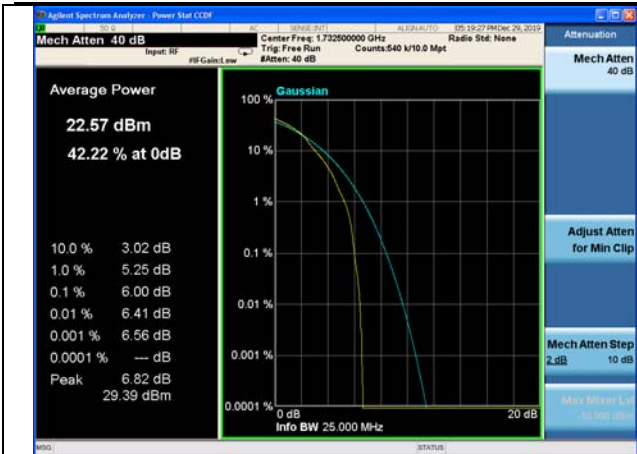 Agilent Spectrum Analyzer - Power Stat CCDF
50 Ω AC SENSE:INT ALIGN AUTO 05:19:27 PM Dec 29, 2019
Mech Atten 40 dB
Center Freq: 1.732500000 GHz
Radio Std: None
Input: RF
Trig: Free Run
Counts:540 k/10.0 Mpt
#IFGain:Low
#Atten: 40 dB
Average Power
22.57 dBm
42.22 % at 0dB
10.0 % 3.02 dB
1.0 % 5.25 dB
0.1 % 6.00 dB
0.01 % 6.41 dB
0.001 % 6.56 dB
0.0001 % --- dB
Peak 6.82 dB
29.39 dBm
100 %
Gaussian
10 %
1 %
0.1 %
0.01 %
0.001 %
0.0001 %
0 dB
20 dB
Info BW 25.000 MHz
Attenuation
Mech Atten
40 dB
Adjust Atten
for Min Clip
Mech Atten Step
2 dB 10 dB
Max Mixer Lvl
-10.000 dBm
MSG
STATUS